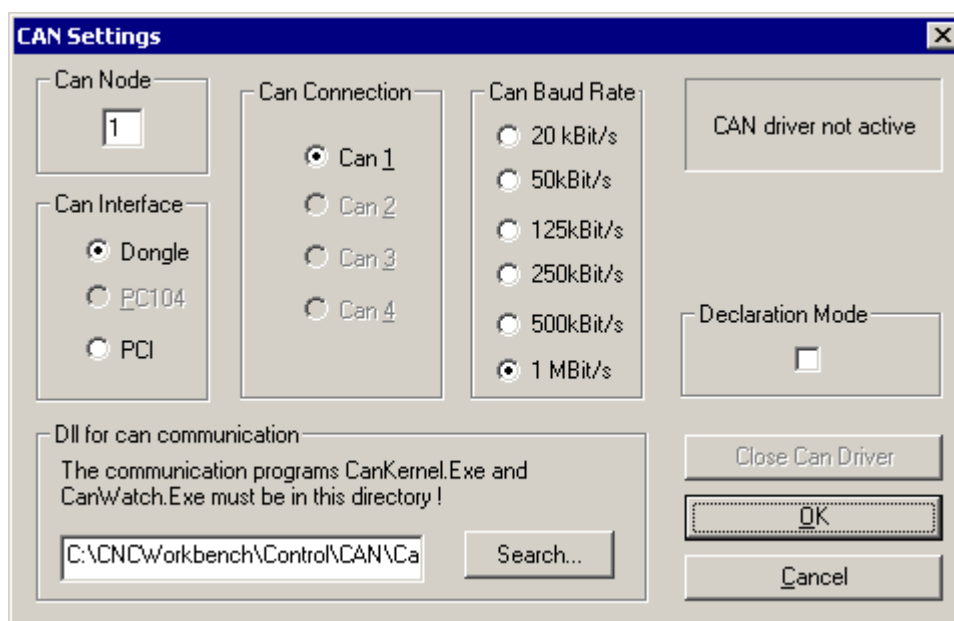 CAN Settings
Can Node
1
Can Interface
Dongle
PC104
PCI
Can Connection
Can 1
Can 2
Can 3
Can 4
Can Baud Rate
20 kBit/s
50kBit/s
125kBit/s
250kBit/s
500kBit/s
1 MBit/s
CAN driver not active
Declaration Mode
Dll for can communication
The communication programs CanKernel.Exe and
CanWatch.Exe must be in this directory !
C:\CNCWorkbench\Control\CAN\Ca
Search...
Close Can Driver
OK
Cancel